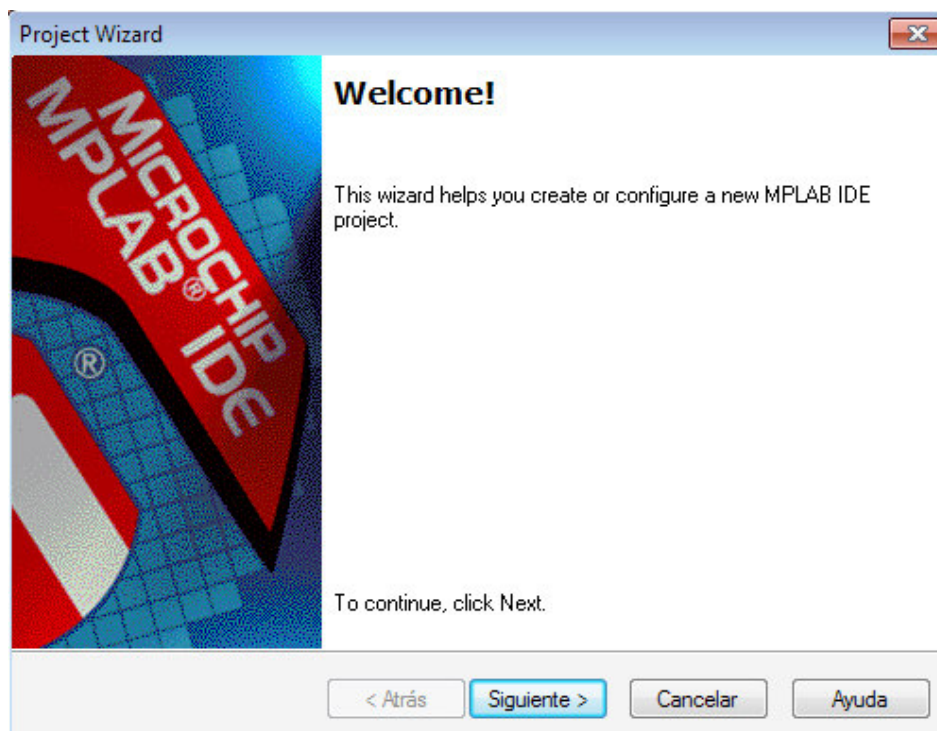 Project Wizard
MICROCHIP
MPLAB® IDE
®
Welcome!
This wizard helps you create or configure a new MPLAB IDE
project.
To continue, click Next.
< Atrás
Siguiente >
Cancelar
Ayuda